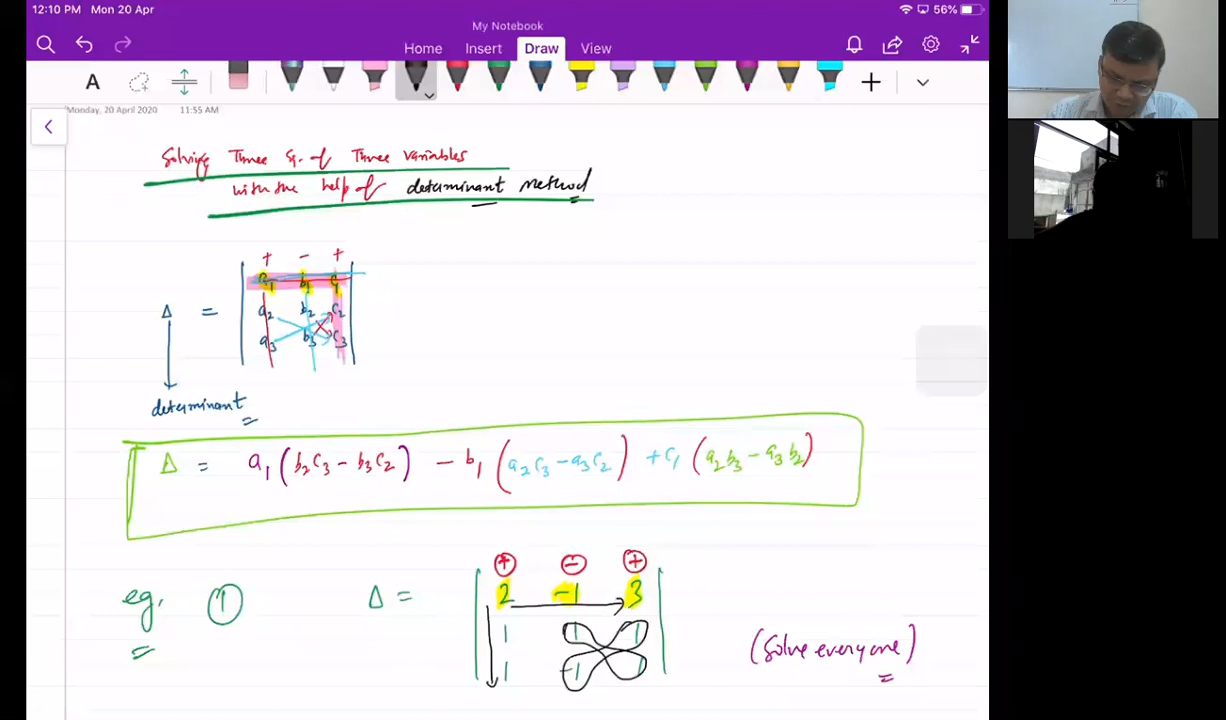 12:10 PM Mon 20 Apr
56%
My Notebook
Home Insert Draw View
A
Monday, 20 April 2020 11:55 AM
Solving Three Eq. of Three variables
with the help of determinant method
+ - +
a₁ b₁ c₁
Δ = a₂ b₂ c₂
a₃ b₃ c₃
determinant
Δ = a₁(b₂c₃ - b₃c₂) - b₁(a₂c₃ - a₃c₂) + c₁(a₂b₃ - a₃b₂)
+ - +
eg. ① Δ = 2 -1 3
1 1 1
1 -1 1
(Solve everyone)